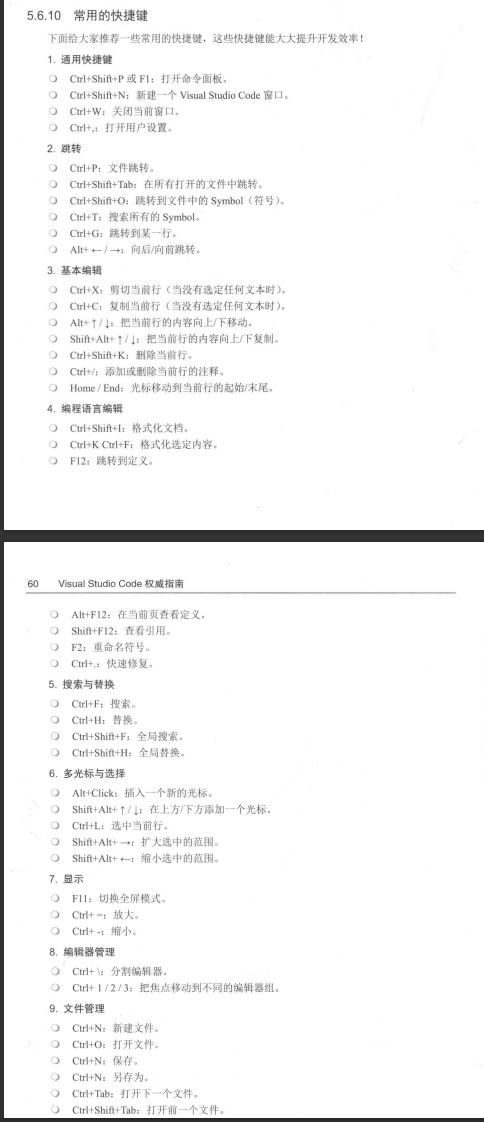 5.6.10 常用的快捷键
下面给大家推荐一些常用的快捷键，这些快捷键能大大提升开发效率！
1. 通用快捷键
○ Ctrl+Shift+P 或 F1：打开命令面板。
○ Ctrl+Shift+N：新建一个 Visual Studio Code 窗口。
○ Ctrl+W：关闭当前窗口。
○ Ctrl+,：打开用户设置。
2. 跳转
○ Ctrl+P：文件跳转。
○ Ctrl+Shift+Tab：在所有打开的文件中跳转。
○ Ctrl+Shift+O：跳转到文件中的 Symbol（符号）。
○ Ctrl+T：搜索所有的 Symbol。
○ Ctrl+G：跳转到某一行。
○ Alt+ ← / →：向后/向前跳转。
3. 基本编辑
○ Ctrl+X：剪切当前行（当没有选定任何文本时）。
○ Ctrl+C：复制当前行（当没有选定任何文本时）。
○ Alt+ ↑ / ↓：把当前行的内容向上/下移动。
○ Shift+Alt+ ↑ / ↓：把当前行的内容向上/下复制。
○ Ctrl+Shift+K：删除当前行。
○ Ctrl+/：添加或删除当前行的注释。
○ Home / End：光标移动到当前行的起始/末尾。
4. 编程语言编辑
○ Ctrl+Shift+I：格式化文档。
○ Ctrl+K Ctrl+F：格式化选定内容。
○ F12：跳转到定义。
60 Visual Studio Code 权威指南
○ Alt+F12：在当前页查看定义。
○ Shift+F12：查看引用。
○ F2：重命名符号。
○ Ctrl+.：快速修复。
5. 搜索与替换
○ Ctrl+F：搜索。
○ Ctrl+H：替换。
○ Ctrl+Shift+F：全局搜索。
○ Ctrl+Shift+H：全局替换。
6. 多光标与选择
○ Alt+Click：插入一个新的光标。
○ Shift+Alt+ ↑ / ↓：在上方/下方添加一个光标。
○ Ctrl+L：选中当前行。
○ Shift+Alt+ →：扩大选中的范围。
○ Shift+Alt+ ←：缩小选中的范围。
7. 显示
○ F11：切换全屏模式。
○ Ctrl+ =：放大。
○ Ctrl+ -：缩小。
8. 编辑器管理
○ Ctrl+ \：分割编辑器。
○ Ctrl+ 1 / 2 / 3：把焦点移动到不同的编辑器组。
9. 文件管理
○ Ctrl+N：新建文件。
○ Ctrl+O：打开文件。
○ Ctrl+N：保存。
○ Ctrl+N：另存为。
○ Ctrl+Tab：打开下一个文件。
○ Ctrl+Shift+Tab：打开前一个文件。